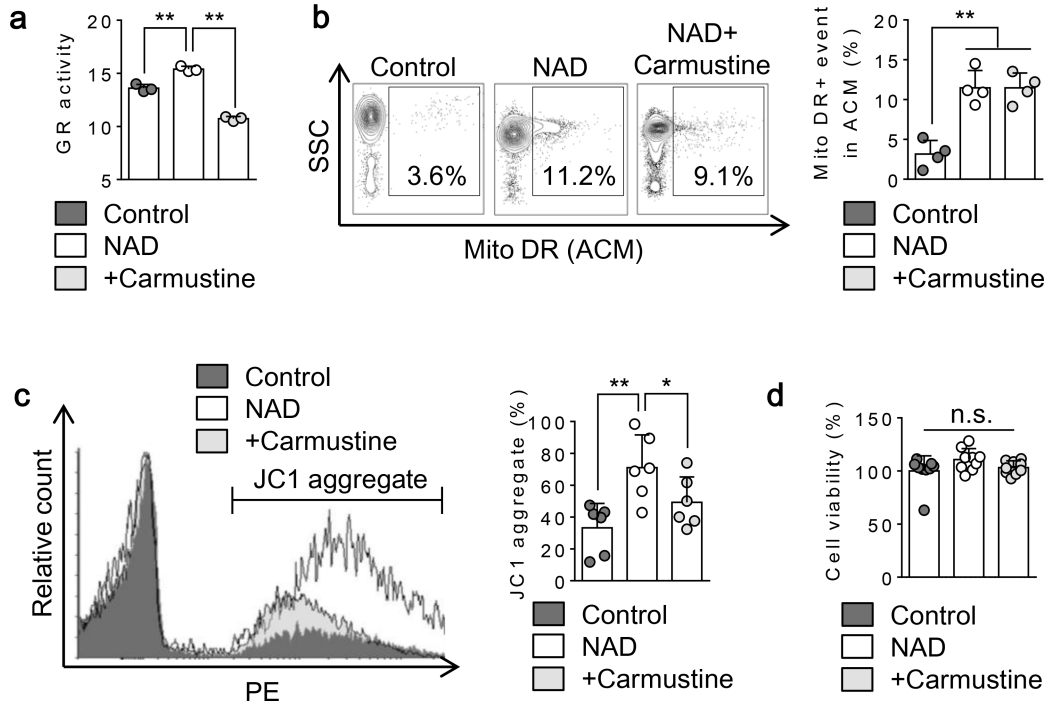 a
GR activity
20
15
10
5
** **
Control
NAD
+Carmustine
b
SSC
Control
NAD
NAD+
Carmustine
3.6%
11.2%
9.1%
Mito DR (ACM)
Mito DR+ event
in ACM (%)
20
15
10
5
0
**
Control
NAD
+Carmustine
c
Control
NAD
+Carmustine
JC1 aggregate
Relative count
PE
JC1 aggregate (%)
100
80
60
40
20
0
** *
Control
NAD
+Carmustine
d
Cell viability (%)
150
100
50
0
n.s.
Control
NAD
+Carmustine